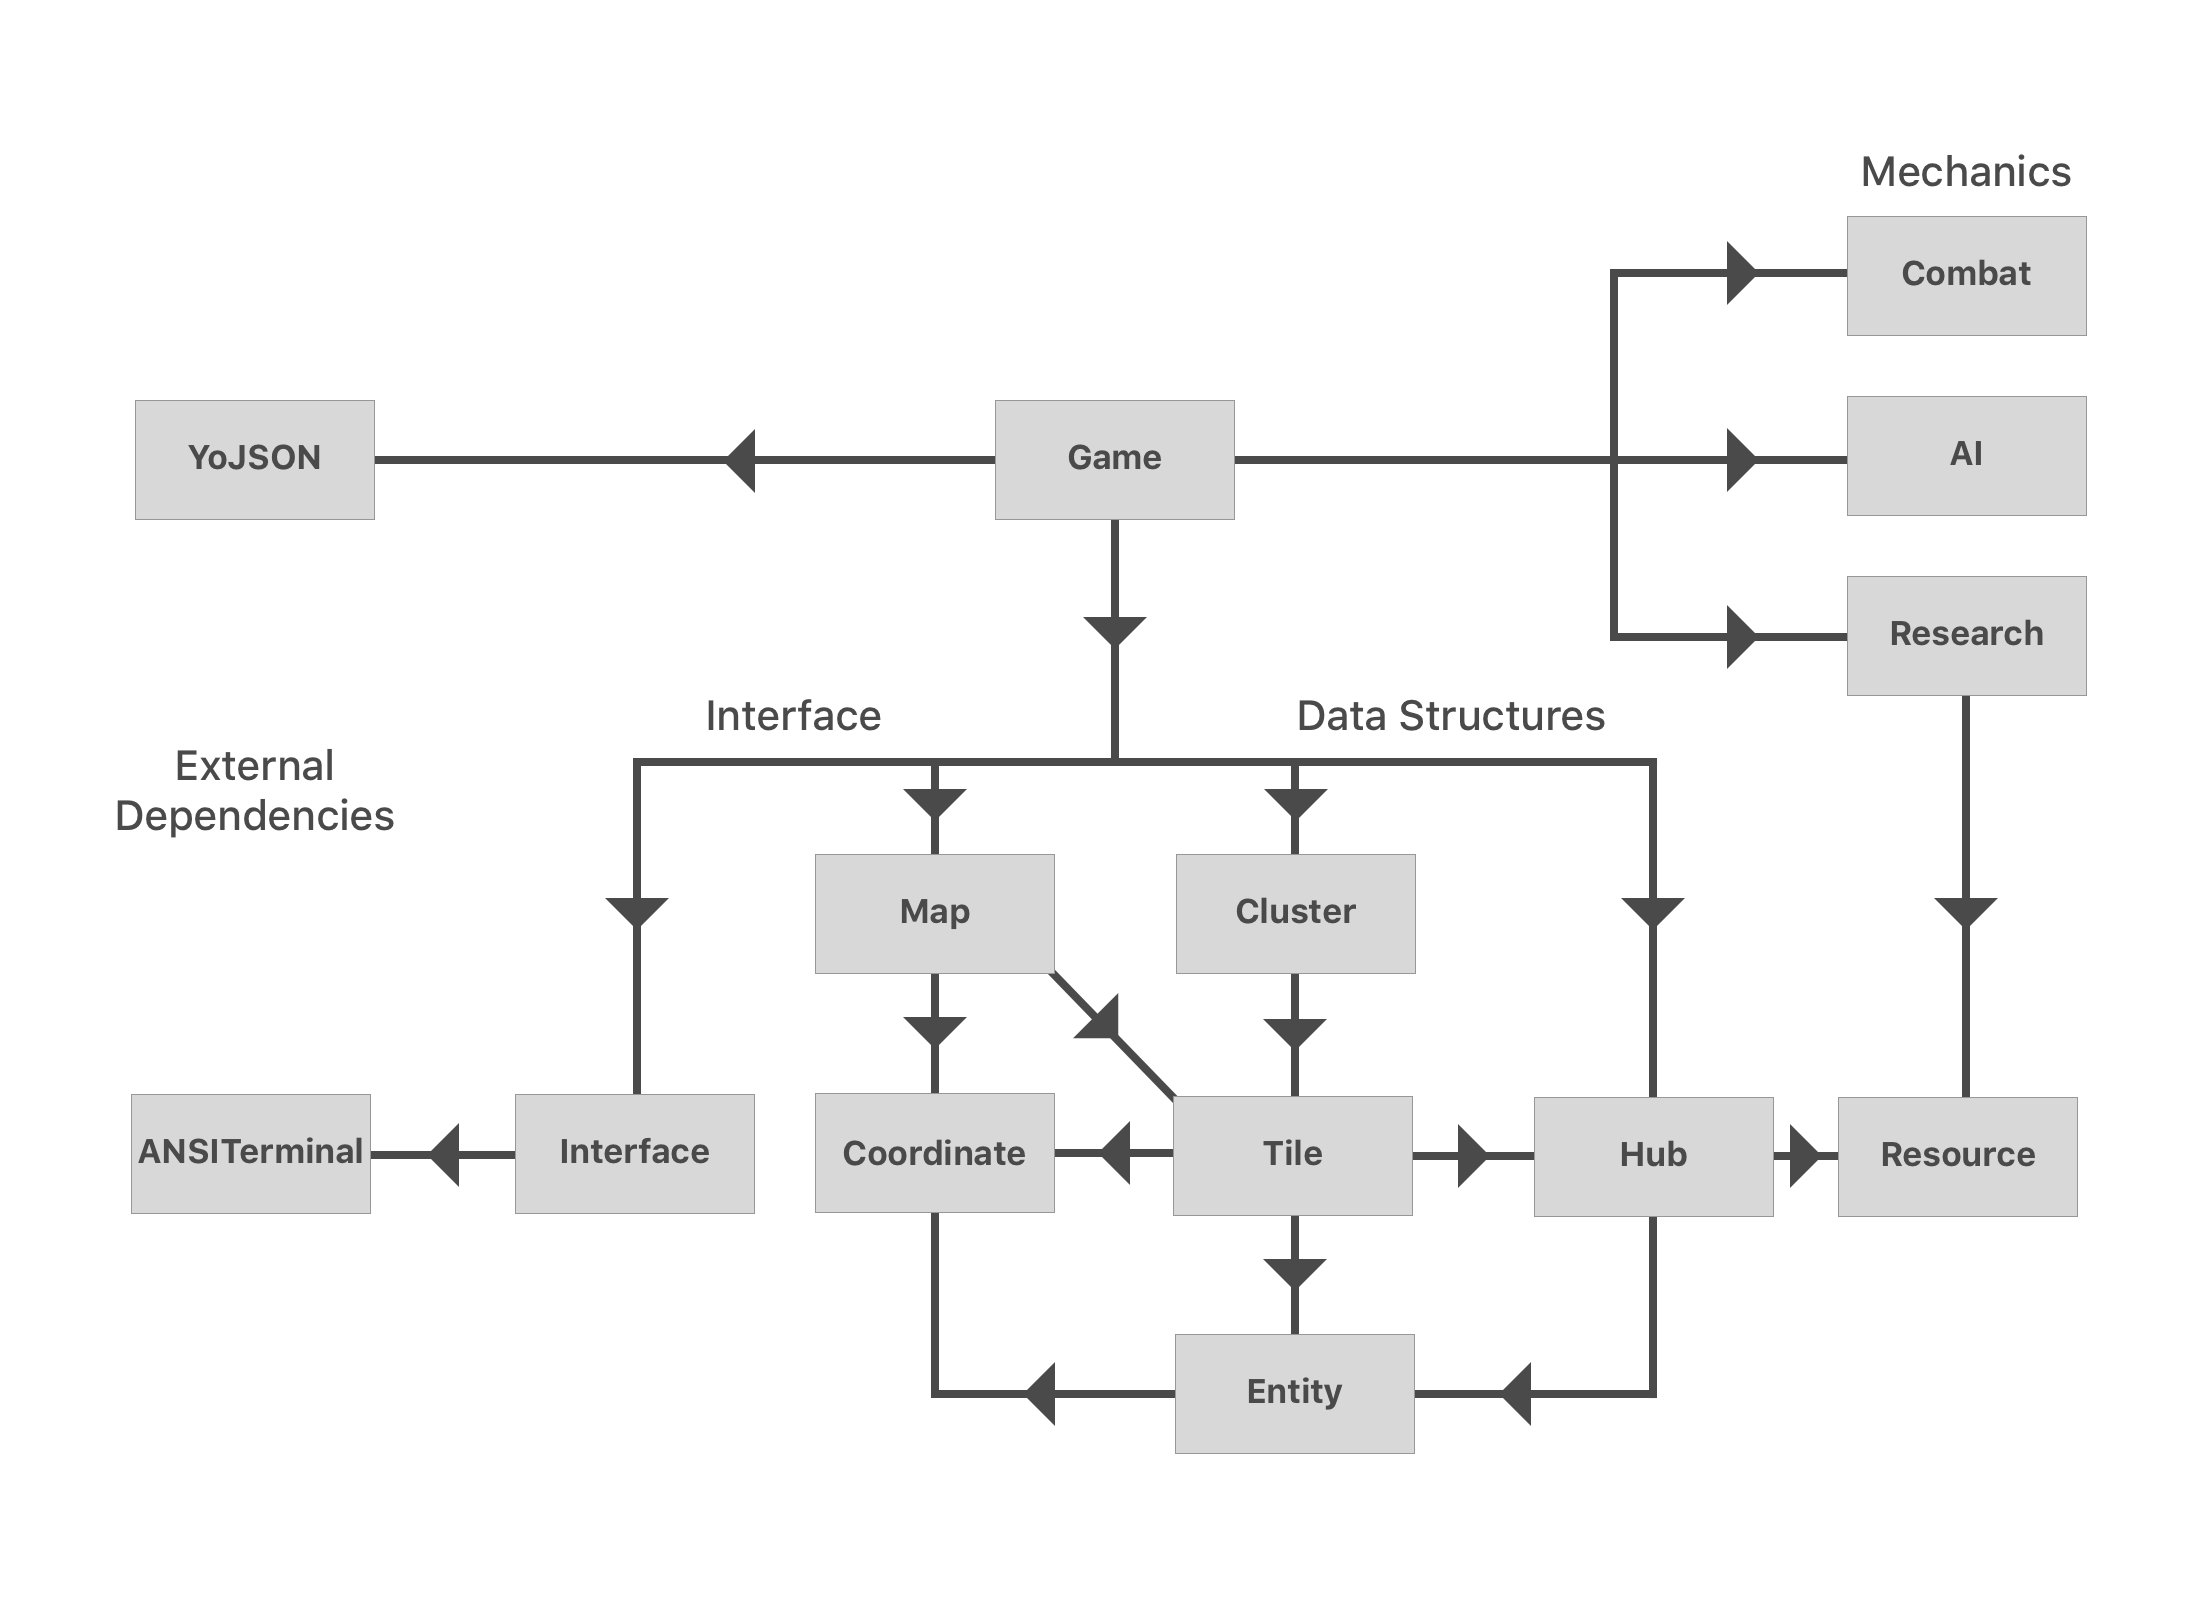 Mechanics
Combat
YoJSON
Game
AI
Research
Interface
Data Structures
External
Dependencies
Map
Cluster
ANSITerminal
Interface
Coordinate
Tile
Hub
Resource
Entity